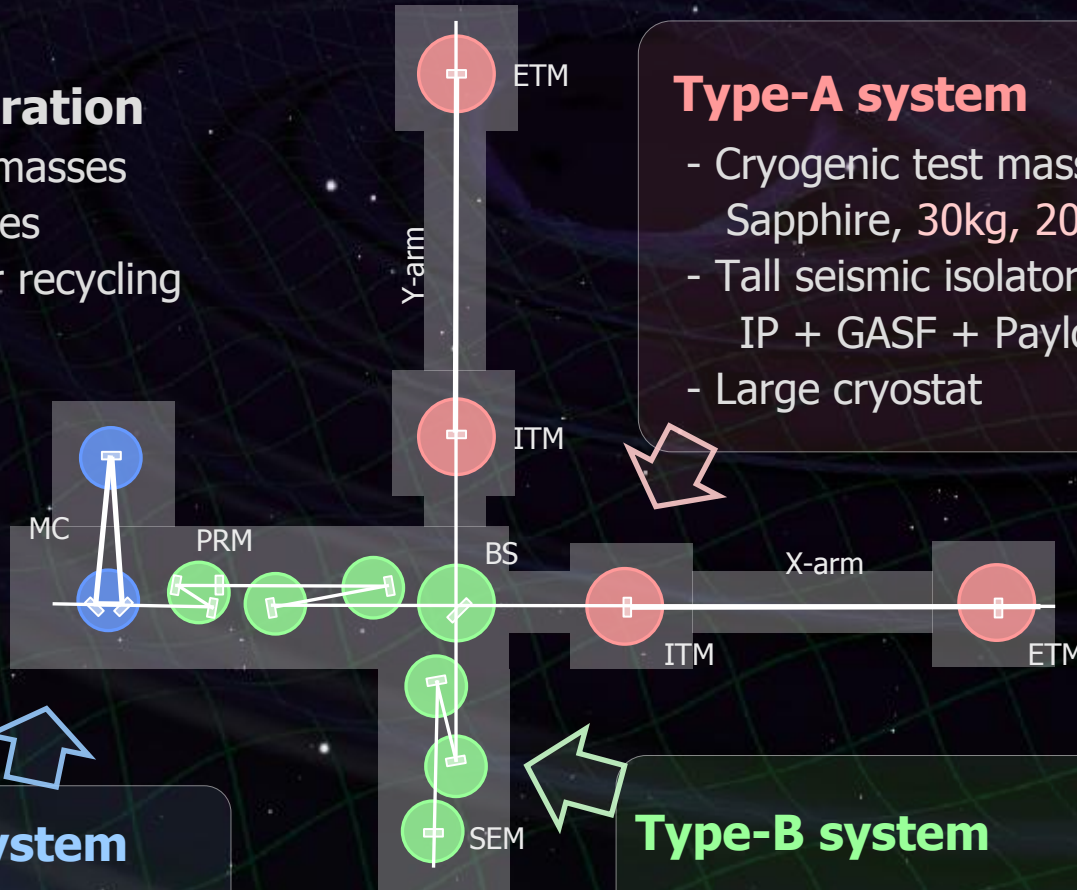 ration
masses
es
r recycling
Type-A system
- Cryogenic test mass
Sapphire, 30kg, 20
- Tall seismic isolator
IP + GASF + Paylo
- Large cryostat
ETM
Y-arm
ITM
MC
PRM
BS
X-arm
ITM
ETM
SEM
ystem
Type-B system